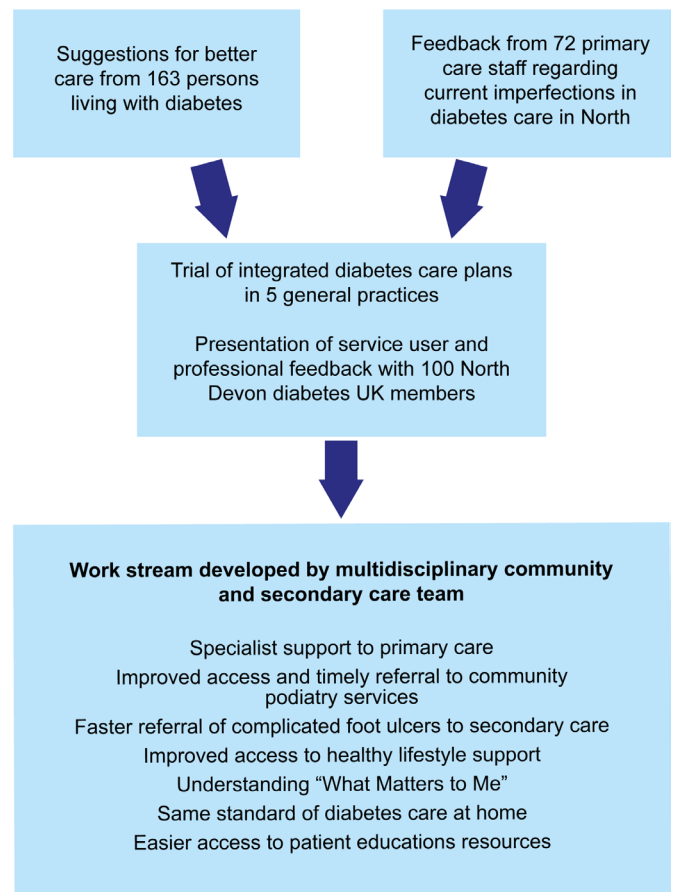 Suggestions for better
care from 163 persons
living with diabetes
Feedback from 72 primary
care staff regarding
current imperfections in
diabetes care in North
Trial of integrated diabetes care plans
in 5 general practices
Presentation of service user and
professional feedback with 100 North
Devon diabetes UK members
Work stream developed by multidisciplinary community
and secondary care team
Specialist support to primary care
Improved access and timely referral to community
podiatry services
Faster referral of complicated foot ulcers to secondary care
Improved access to healthy lifestyle support
Understanding “What Matters to Me”
Same standard of diabetes care at home
Easier access to patient educations resources